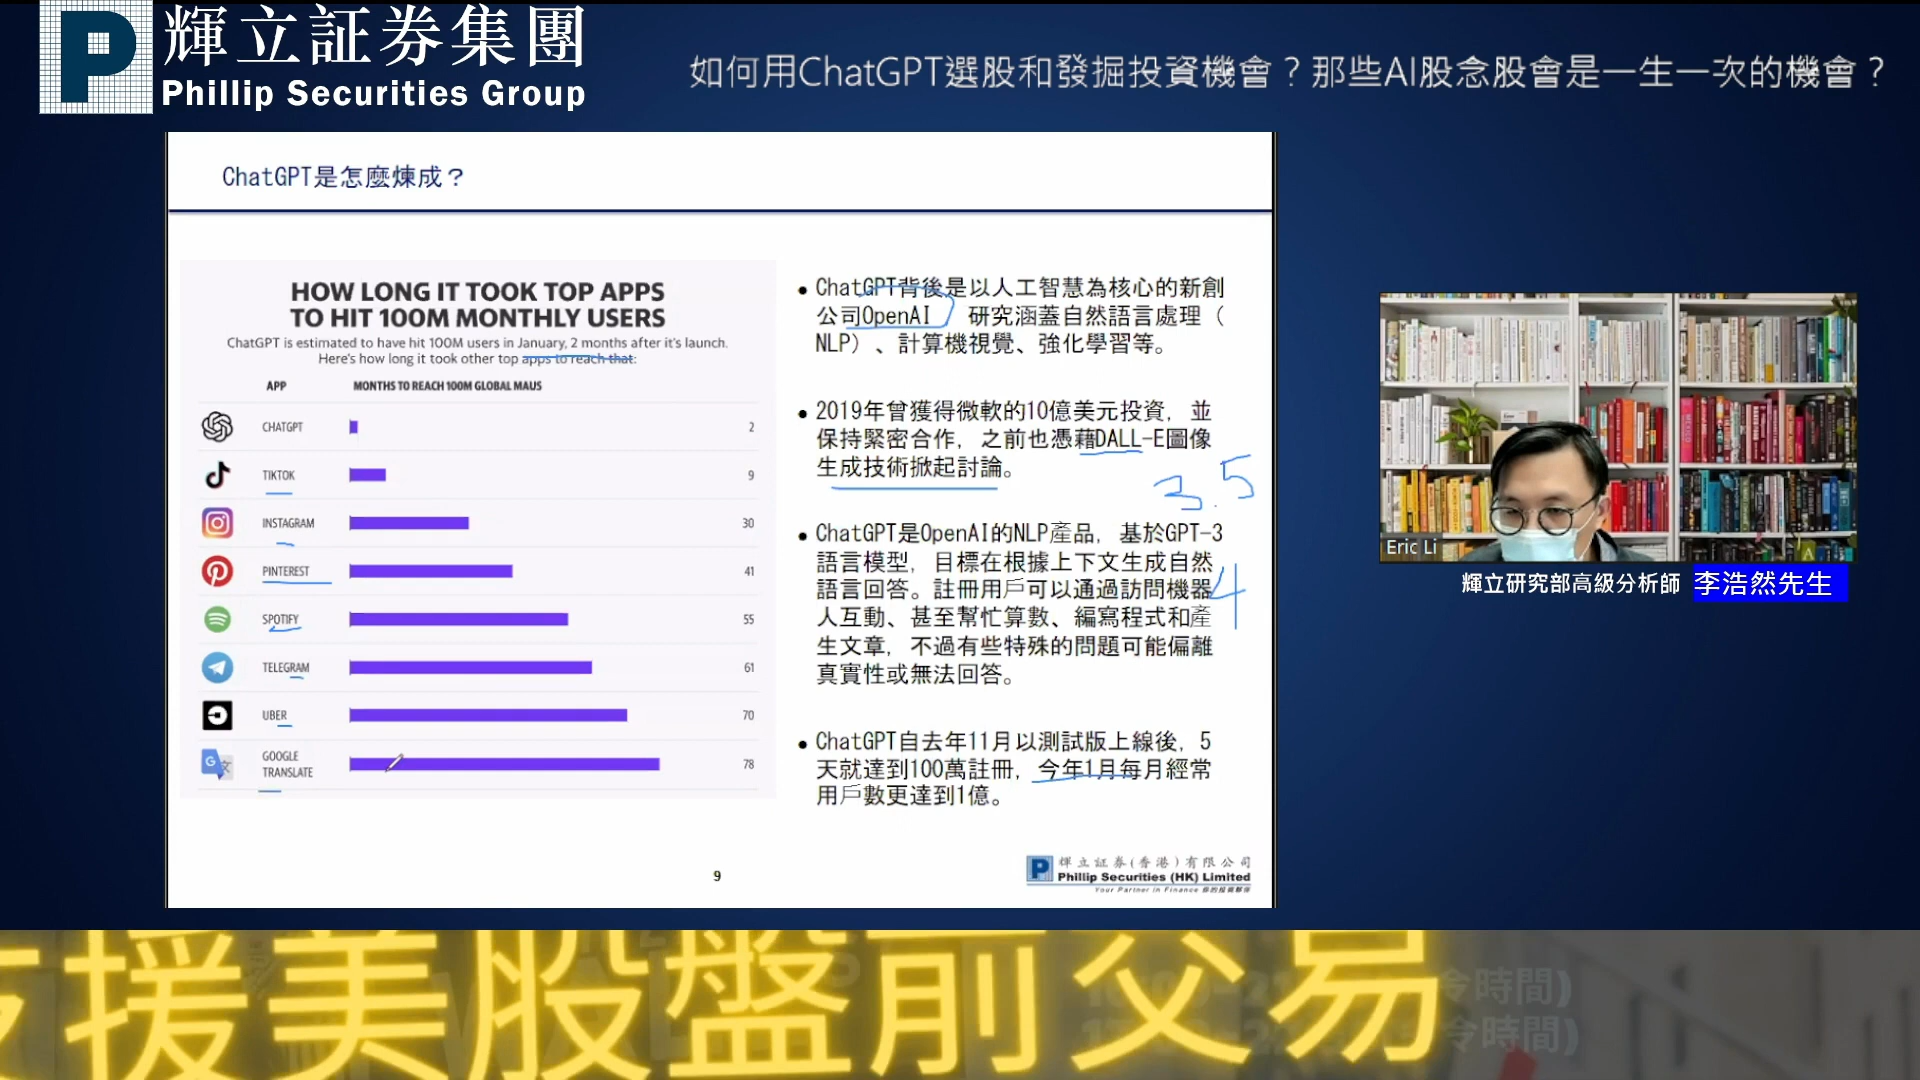 輝立証券集團
Phillip Securities Group
如何用ChatGPT選股和發掘投資機會？那些AI股念股會是一生一次的機會？
ChatGPT是怎麼煉成？
HOW LONG IT TOOK TOP APPS
TO HIT 100M MONTHLY USERS
ChatGPT is estimated to have hit 100M users in January, 2 months after it's launch.
Here's how long it took other top apps to reach that:
APP MONTHS TO REACH 100M GLOBAL MAUS
CHATGPT 2
TIKTOK 9
INSTAGRAM 30
PINTEREST 41
SPOTIFY 55
TELEGRAM 61
UBER 70
GOOGLE
TRANSLATE 78
ChatGPT背後是以人工智慧為核心的新創
公司OpenAI 研究涵蓋自然語言處理（
NLP）、計算機視覺、強化學習等。
2019年曾獲得微軟的10億美元投資，並
保持緊密合作，之前也憑藉DALL-E圖像
生成技術掀起討論。
3.5
ChatGPT是OpenAI的NLP產品，基於GPT-3
語言模型，目標在根據上下文生成自然
語言回答。註冊用戶可以通過訪問機器
4
人互動、甚至幫忙算數、編寫程式和產
生文章，不過有些特殊的問題可能偏離
真實性或無法回答。
ChatGPT自去年11月以測試版上線後，5
天就達到100萬註冊，今年1月每月經常
用戶數更達到1億。
9
輝立証券(香港)有限公司
Phillip Securities (HK) Limited
Your Partner in Finance 你的投資夥伴
Eric Li
輝立研究部高級分析師 李浩然先生
支援美股盤前交易
令時間)
令時間)